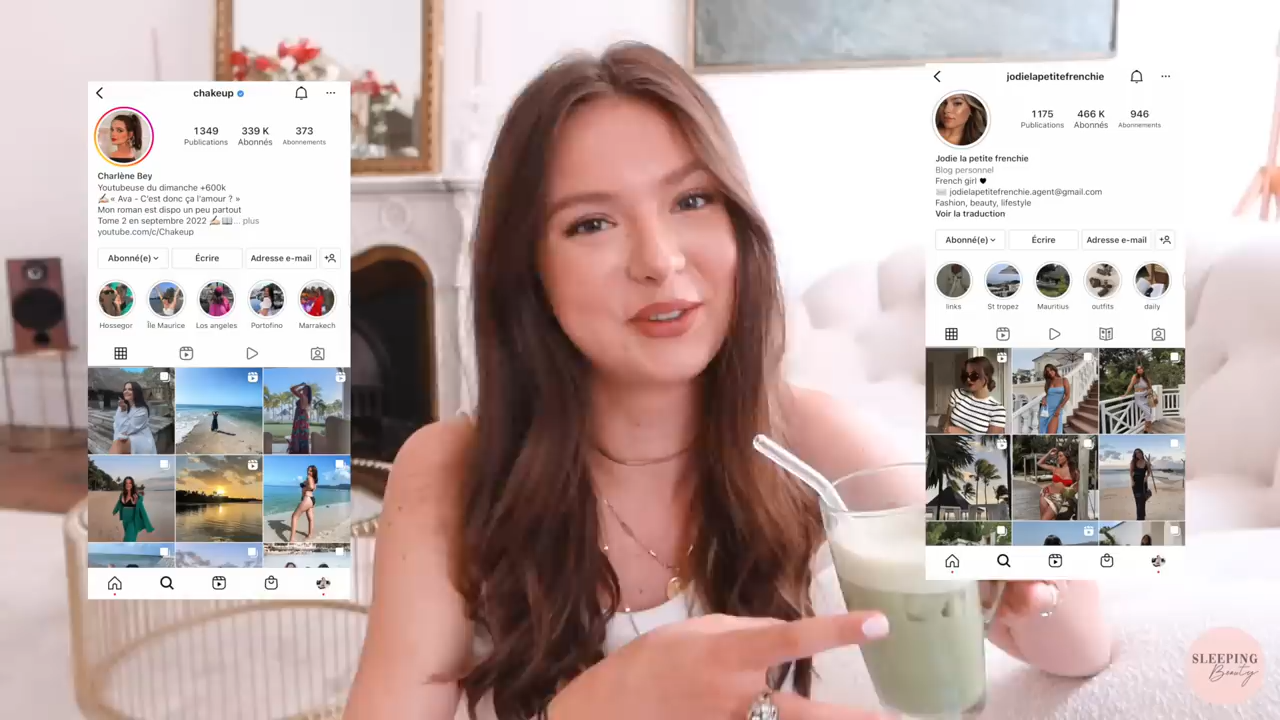 chakeup
1 349
339 K
373
Publications
Abonnés
Abonnements
Charlène Bey
Youtubeuse du dimanche +600k
✍🏻 « Ava - C'est donc ça l'amour ? »
Mon roman est dispo un peu partout
Tome 2 en septembre 2022 ✍🏻📖... plus
youtube.com/c/Chakeup
Abonné(e)
Écrire
Adresse e-mail
Hossegor
Île Maurice
Los angeles
Portofino
Marrakech
jodielapetitefrenchie
1 175
466 K
946
Publications
Abonnés
Abonnements
Jodie la petite frenchie
Blog personnel
French girl ♥
📧 jodielapetitefrenchie.agent@gmail.com
Fashion, beauty, lifestyle
Voir la traduction
Abonné(e)
Écrire
Adresse e-mail
links
St tropez
Mauritius
outfits
daily
SLEEPING
Beauty